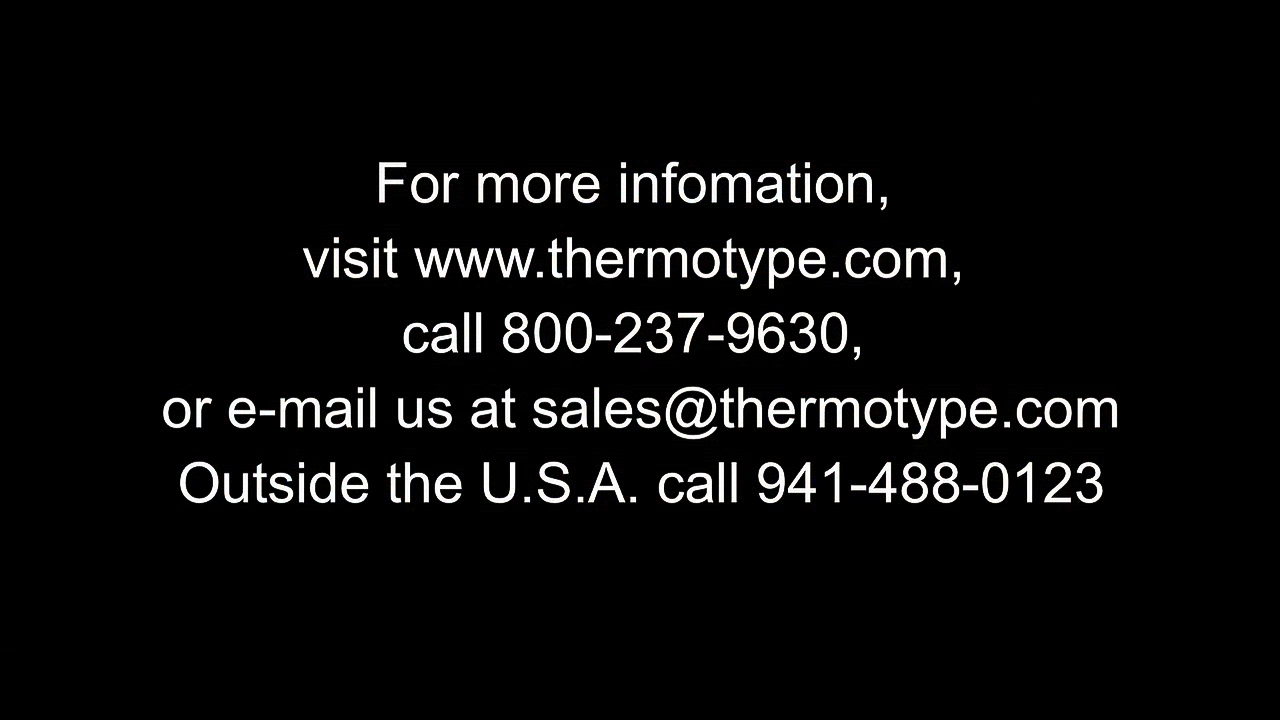 For more infomation,
visit www.thermotype.com,
call 800-237-9630,
or e-mail us at sales@thermotype.com
Outside the U.S.A. call 941-488-0123